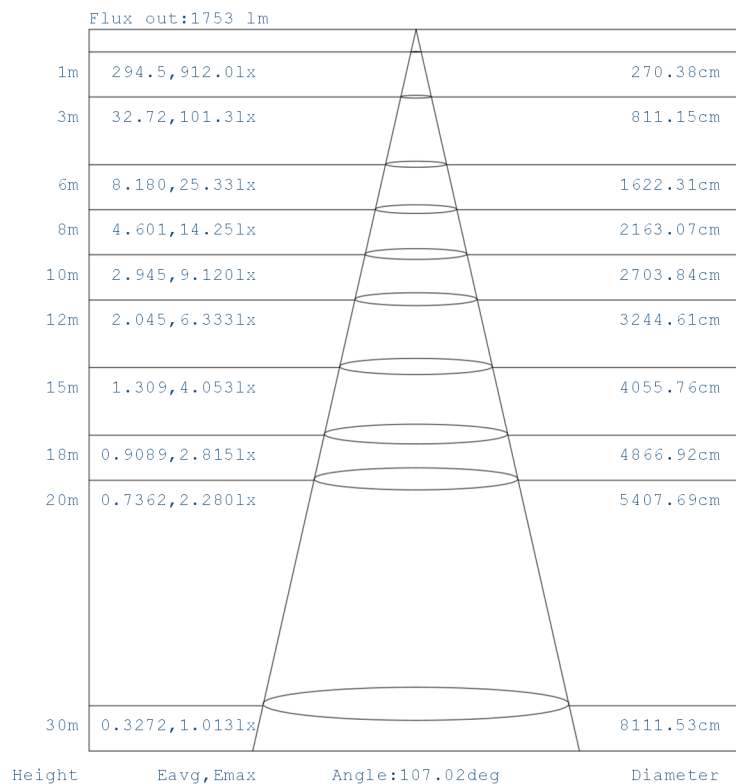 Flux out:1753 lm
1m 294.5,912.0lx 270.38cm
3m 32.72,101.3lx 811.15cm
6m 8.180,25.33lx 1622.31cm
8m 4.601,14.25lx 2163.07cm
10m 2.945,9.120lx 2703.84cm
12m 2.045,6.333lx 3244.61cm
15m 1.309,4.053lx 4055.76cm
18m 0.9089,2.815lx 4866.92cm
20m 0.7362,2.280lx 5407.69cm
30m 0.3272,1.013lx 8111.53cm
Height Eavg,Emax Angle:107.02deg Diameter